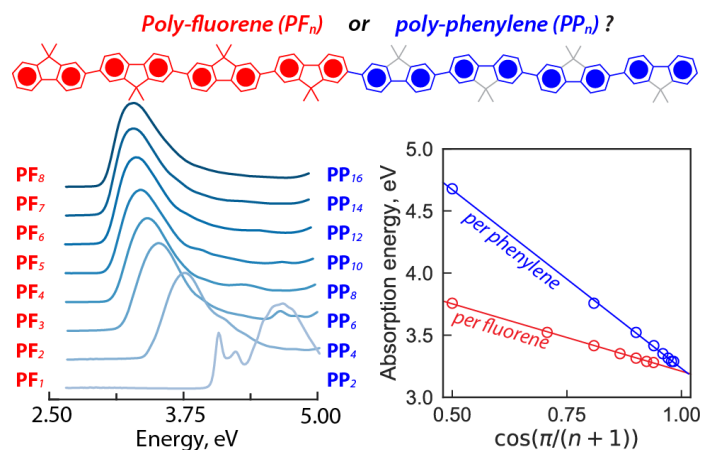 Poly-fluorene (PFn) or poly-phenylene (PPn) ?
PF8 PP16
PF7 PP14
PF6 PP12
PF5 PP10
PF4 PP8
PF3 PP6
PF2 PP4
PF1 PP2
2.50 3.75 5.00
Energy, eV
Absorption energy, eV
5.0
4.5
4.0
3.5
3.0
per phenylene
per fluorene
0.50 0.75 1.00
cos(π/(n + 1))